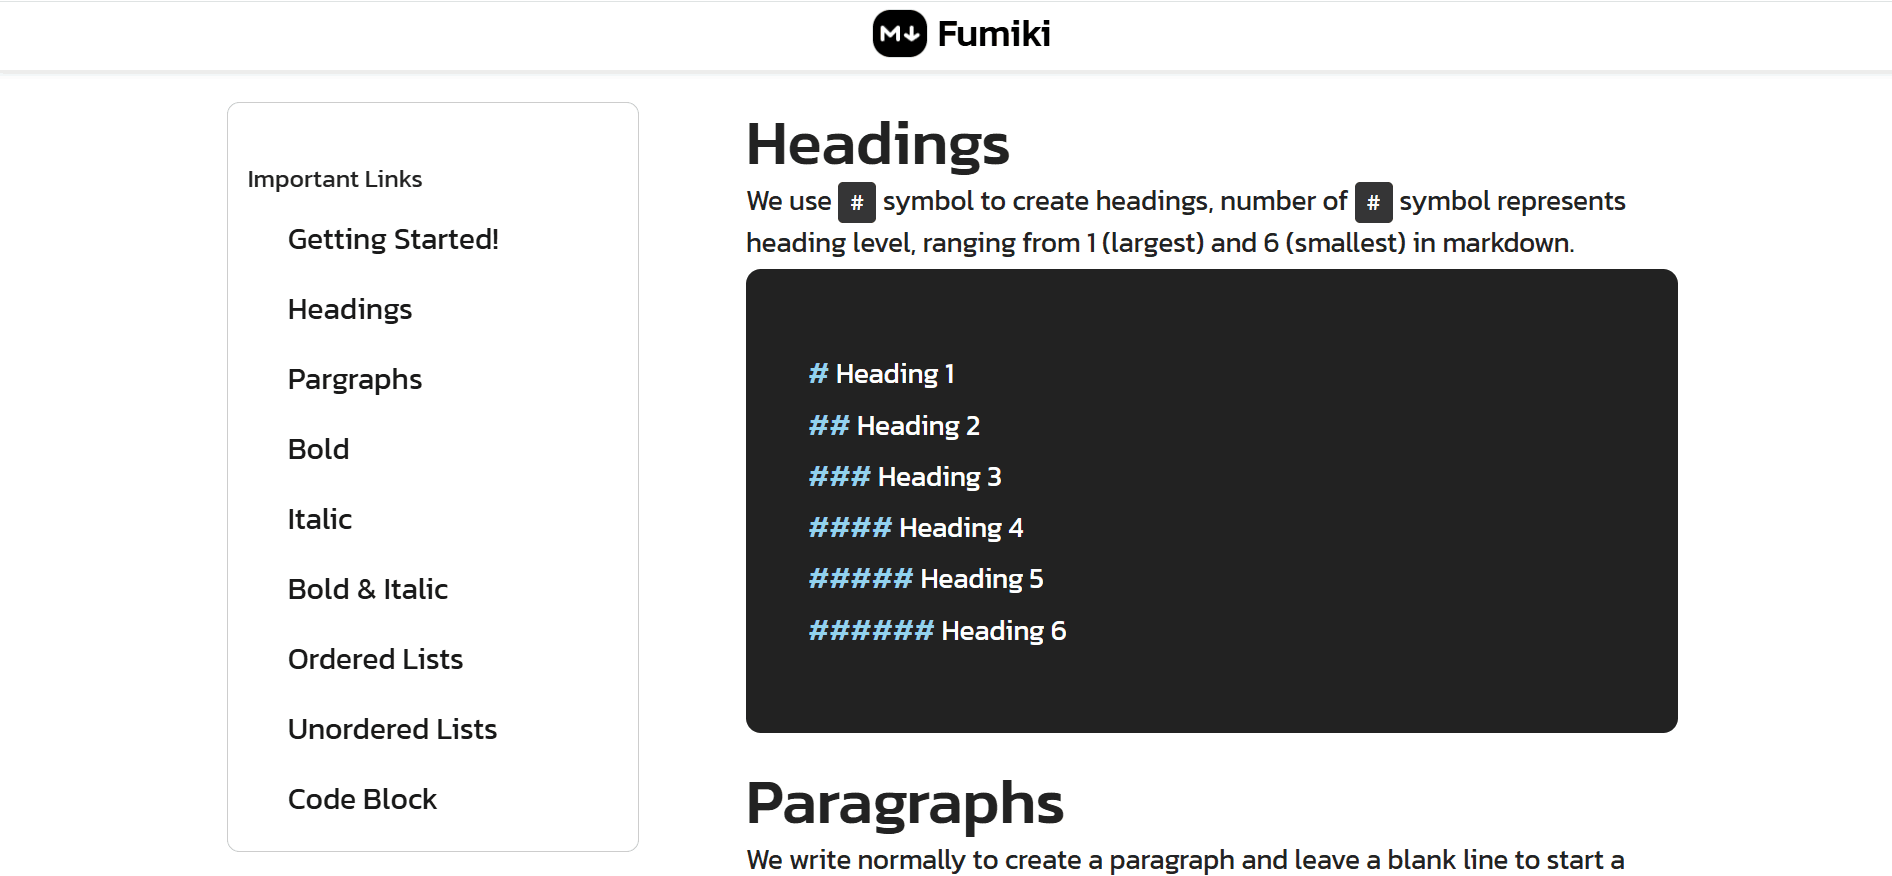 M↓ Fumiki
Important Links
Getting Started!
Headings
Pargraphs
Bold
Italic
Bold & Italic
Ordered Lists
Unordered Lists
Code Block
Headings
We use # symbol to create headings, number of # symbol represents
heading level, ranging from 1 (largest) and 6 (smallest) in markdown.
# Heading 1
## Heading 2
### Heading 3
#### Heading 4
##### Heading 5
###### Heading 6
Paragraphs
We write normally to create a paragraph and leave a blank line to start a